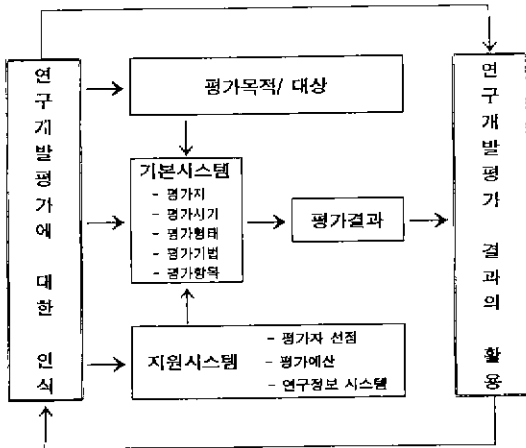 연구개발평가에 대한 인식
평가목적/ 대상
기본시스템
- 평가자
- 평가시기
- 평가형태
- 평가기법
- 평가항목
평가결과
지원시스템
- 평가자 선정
- 평가예산
- 연구정보 시스템
연구개발평가 결과의 활용